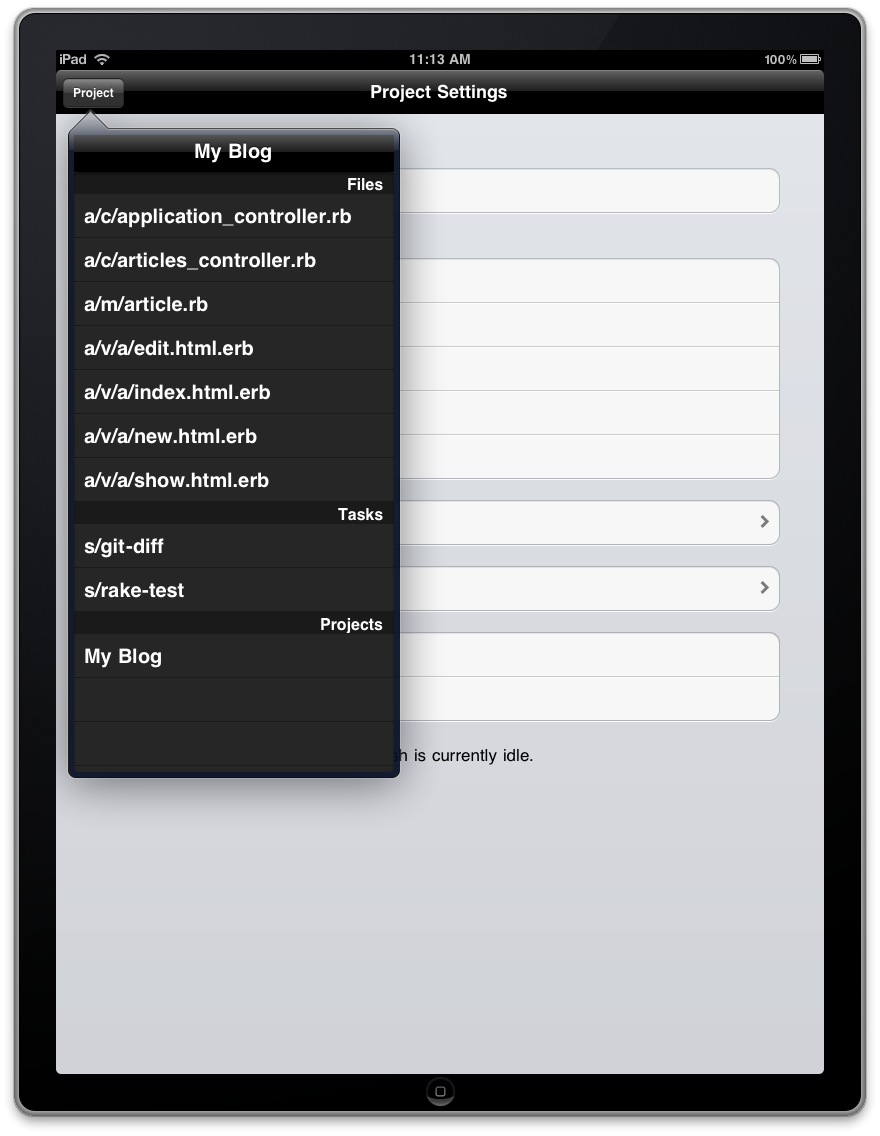 iPad 11:13 AM 100%
Project Project Settings
My Blog
Files
a/c/application_controller.rb
a/c/articles_controller.rb
a/m/article.rb
a/v/a/edit.html.erb
a/v/a/index.html.erb
a/v/a/new.html.erb
a/v/a/show.html.erb
Tasks
s/git-diff
s/rake-test
Projects
My Blog
is currently idle.